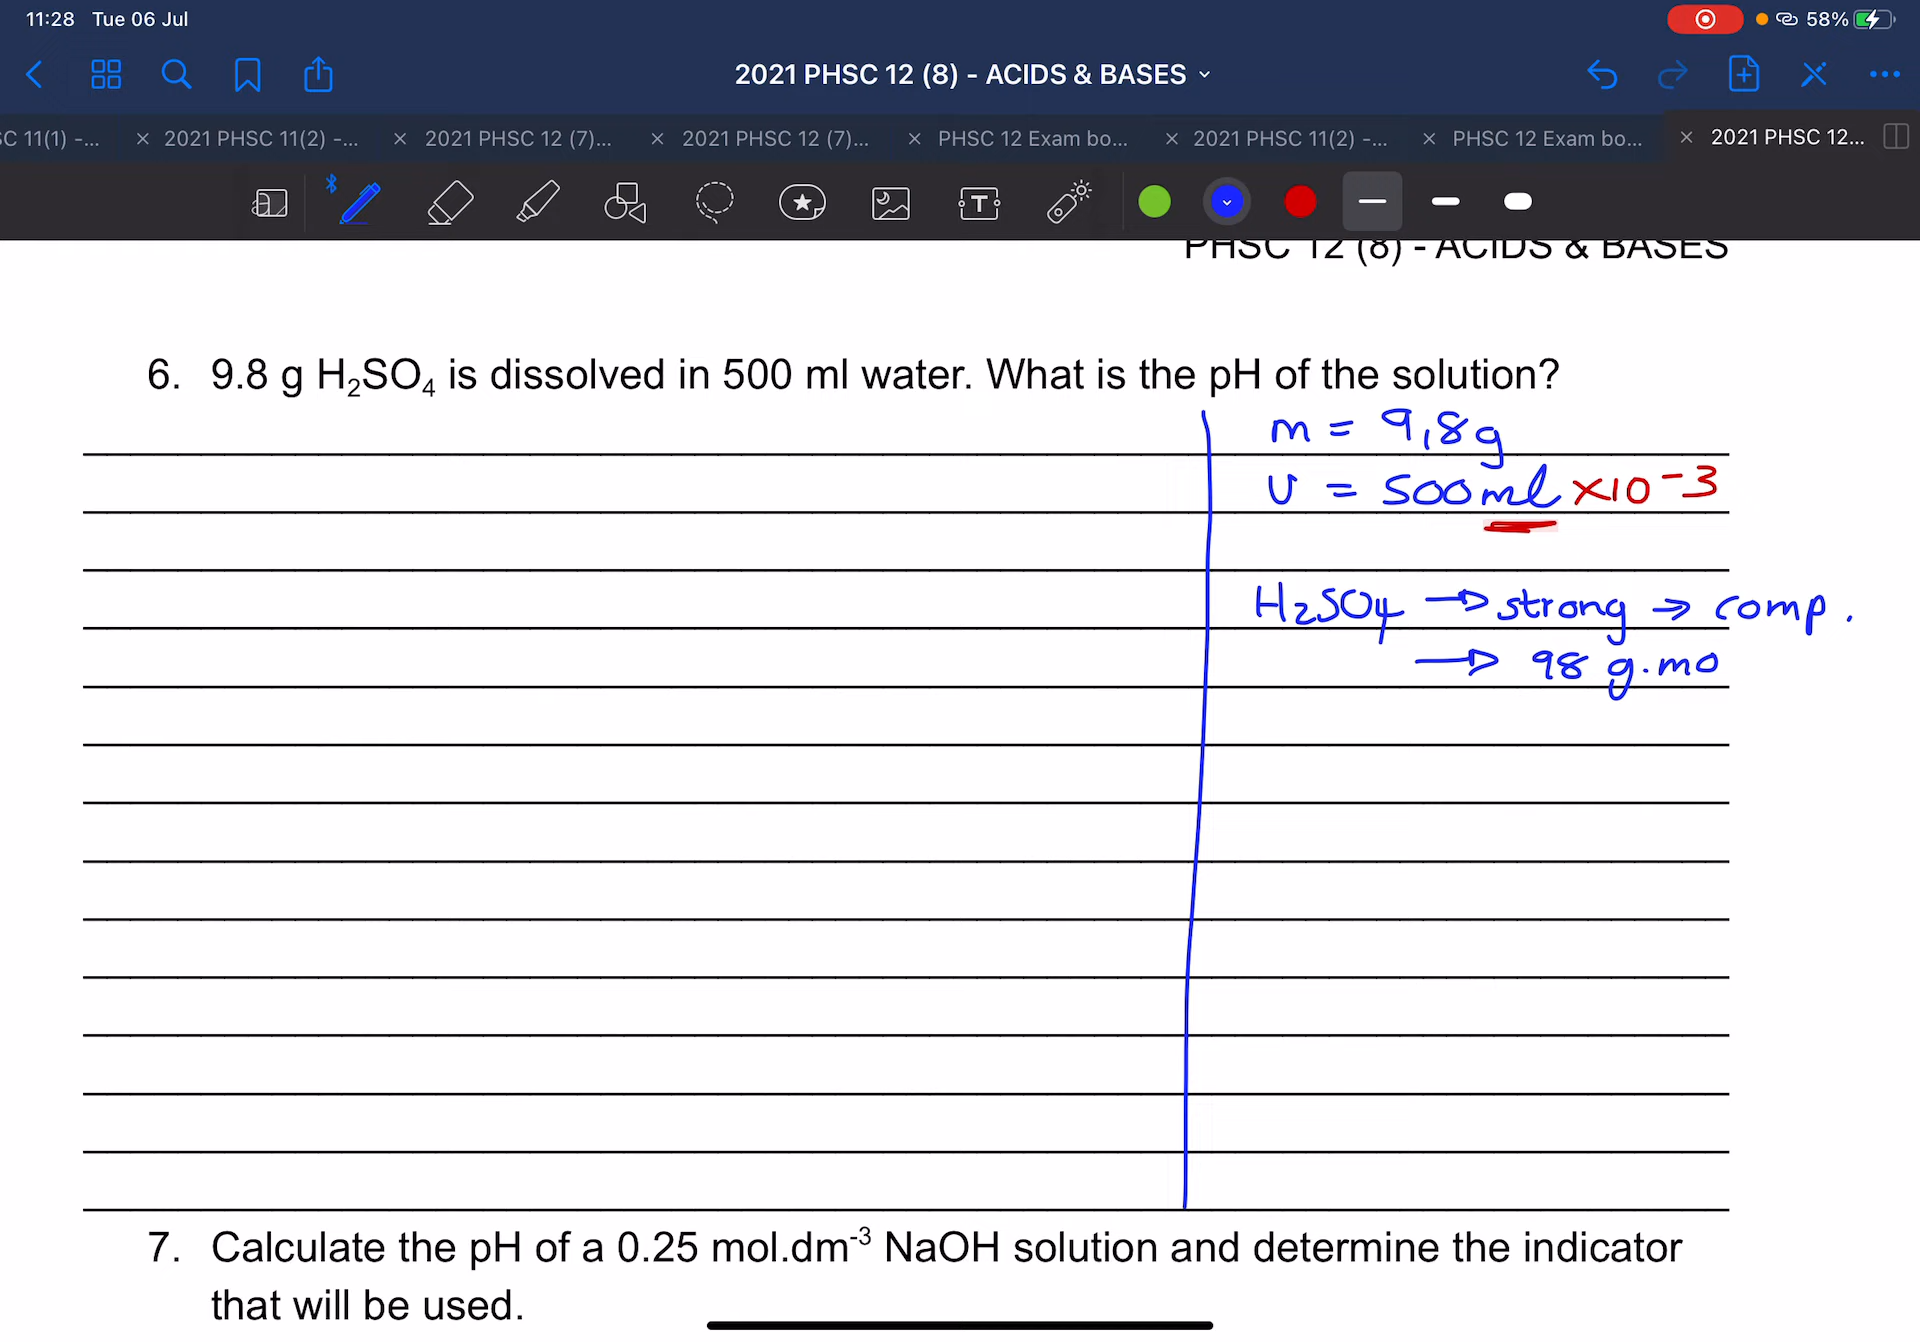 11:28 Tue 06 Jul 58%
2021 PHSC 12 (8) - ACIDS & BASES
SC 11(1) -... × 2021 PHSC 11(2) -... × 2021 PHSC 12 (7)... × 2021 PHSC 12 (7)... × PHSC 12 Exam bo... × 2021 PHSC 11(2) -... × PHSC 12 Exam bo... × 2021 PHSC 12...
PHSC 12 (8) - ACIDS & BASES
6. 9.8 g H₂SO₄ is dissolved in 500 ml water. What is the pH of the solution?
m = 9,8g
v = 500ml ×10⁻³
H₂SO₄ → strong → comp.
→ 98 g.mo
7. Calculate the pH of a 0.25 mol.dm⁻³ NaOH solution and determine the indicator
that will be used.